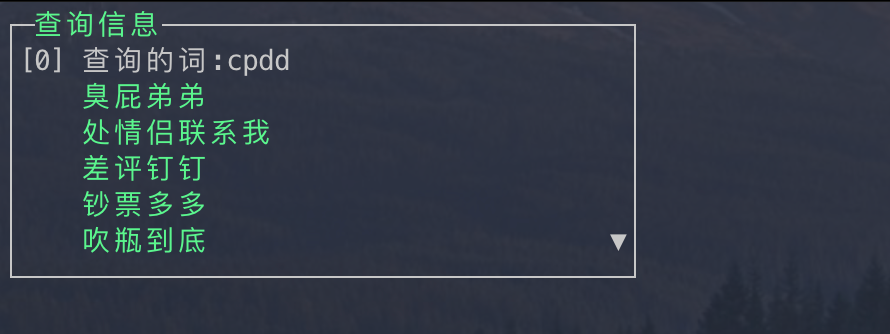 查询信息
[0] 查询的词:cpdd
臭屁弟弟
处情侣联系我
差评钉钉
钞票多多
吹瓶到底